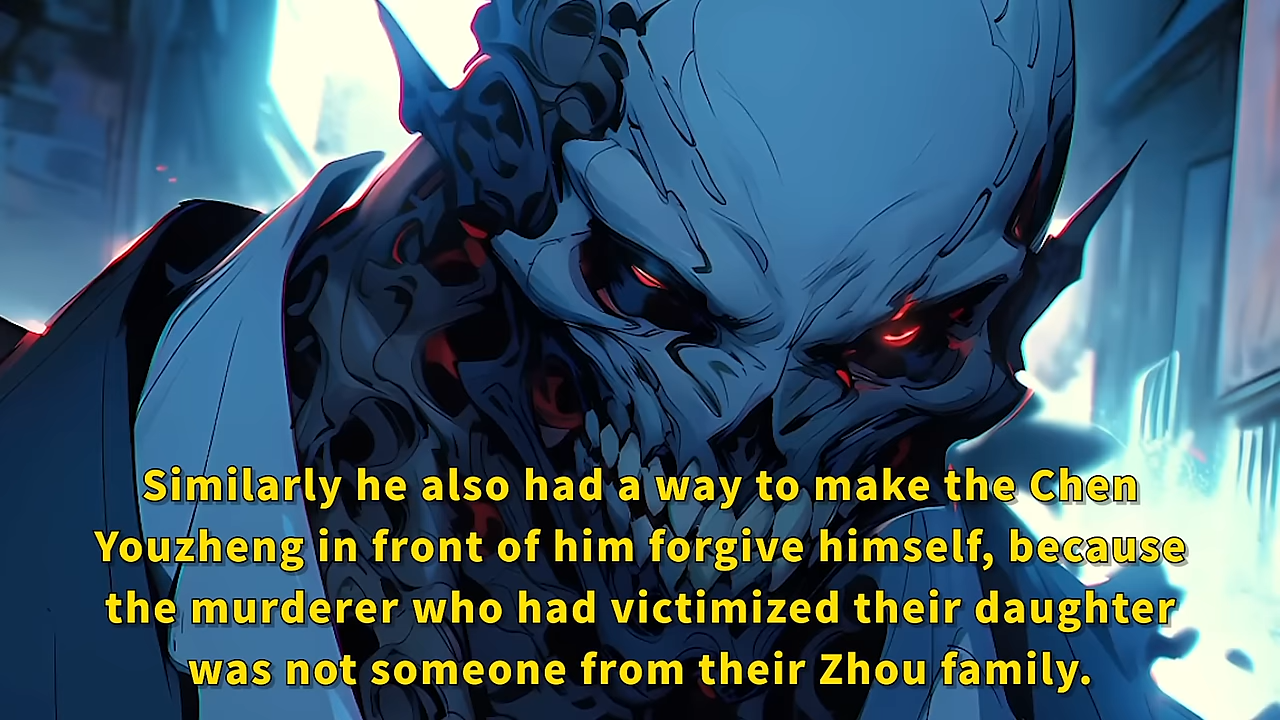 Similarly he also had a way to make the Chen
Youzheng in front of him forgive himself, because
the murderer who had victimized their daughter
was not someone from their Zhou family.